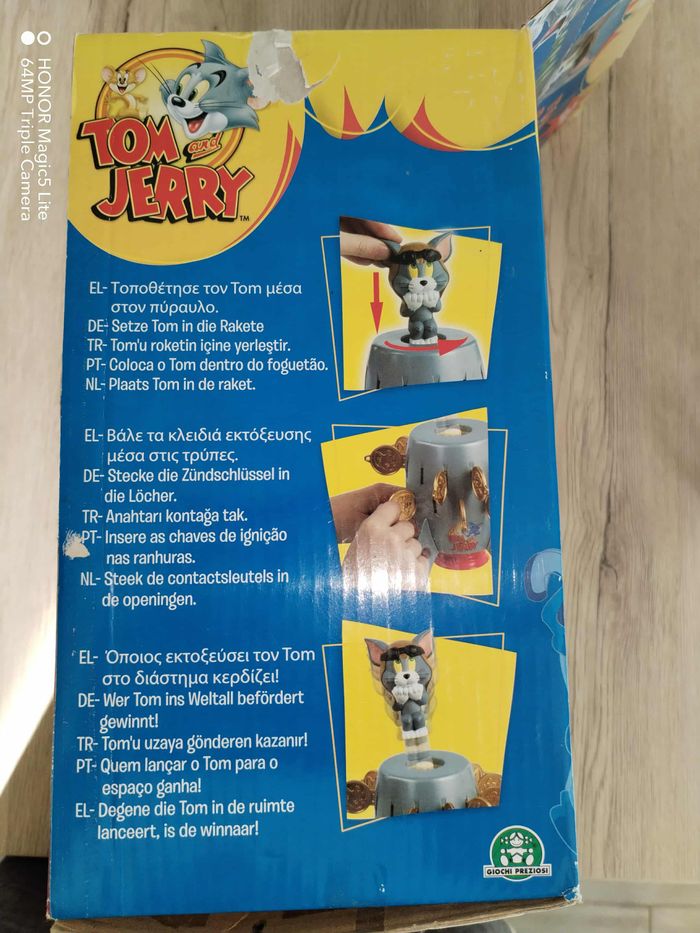 HONOR Magic5 Lite
64MP Triple Camera
TOM and
JERRY™
EL- Τοποθέτησε τον Tom μέσα
στον πύραυλο.
DE- Setze Tom in die Rakete
TR- Tom'u roketin içine yerleştir.
PT- Coloca o Tom dentro do foguetão.
NL- Plaats Tom in de raket.
EL- Βάλε τα κλειδιά εκτόξευσης
μέσα στις τρύπες.
DE- Stecke die Zündschlüssel in
die Löcher.
TR- Anahtarı kontağa tak.
PT- Insere as chaves de ignição
nas ranhuras.
NL- Steek de contactsleutels in
de openingen.
JERRY
EL- Όποιος εκτοξεύσει τον Tom
στο διάστημα κερδίζει!
DE- Wer Tom ins Weltall befördert
gewinnt!
TR- Tom'u uzaya gönderen kazanır!
PT- Quem lançar o Tom para o
espaço ganha!
EL- Degene die Tom in de ruimte
lanceert, is de winnaar!
GIOCHI PREZIOSI